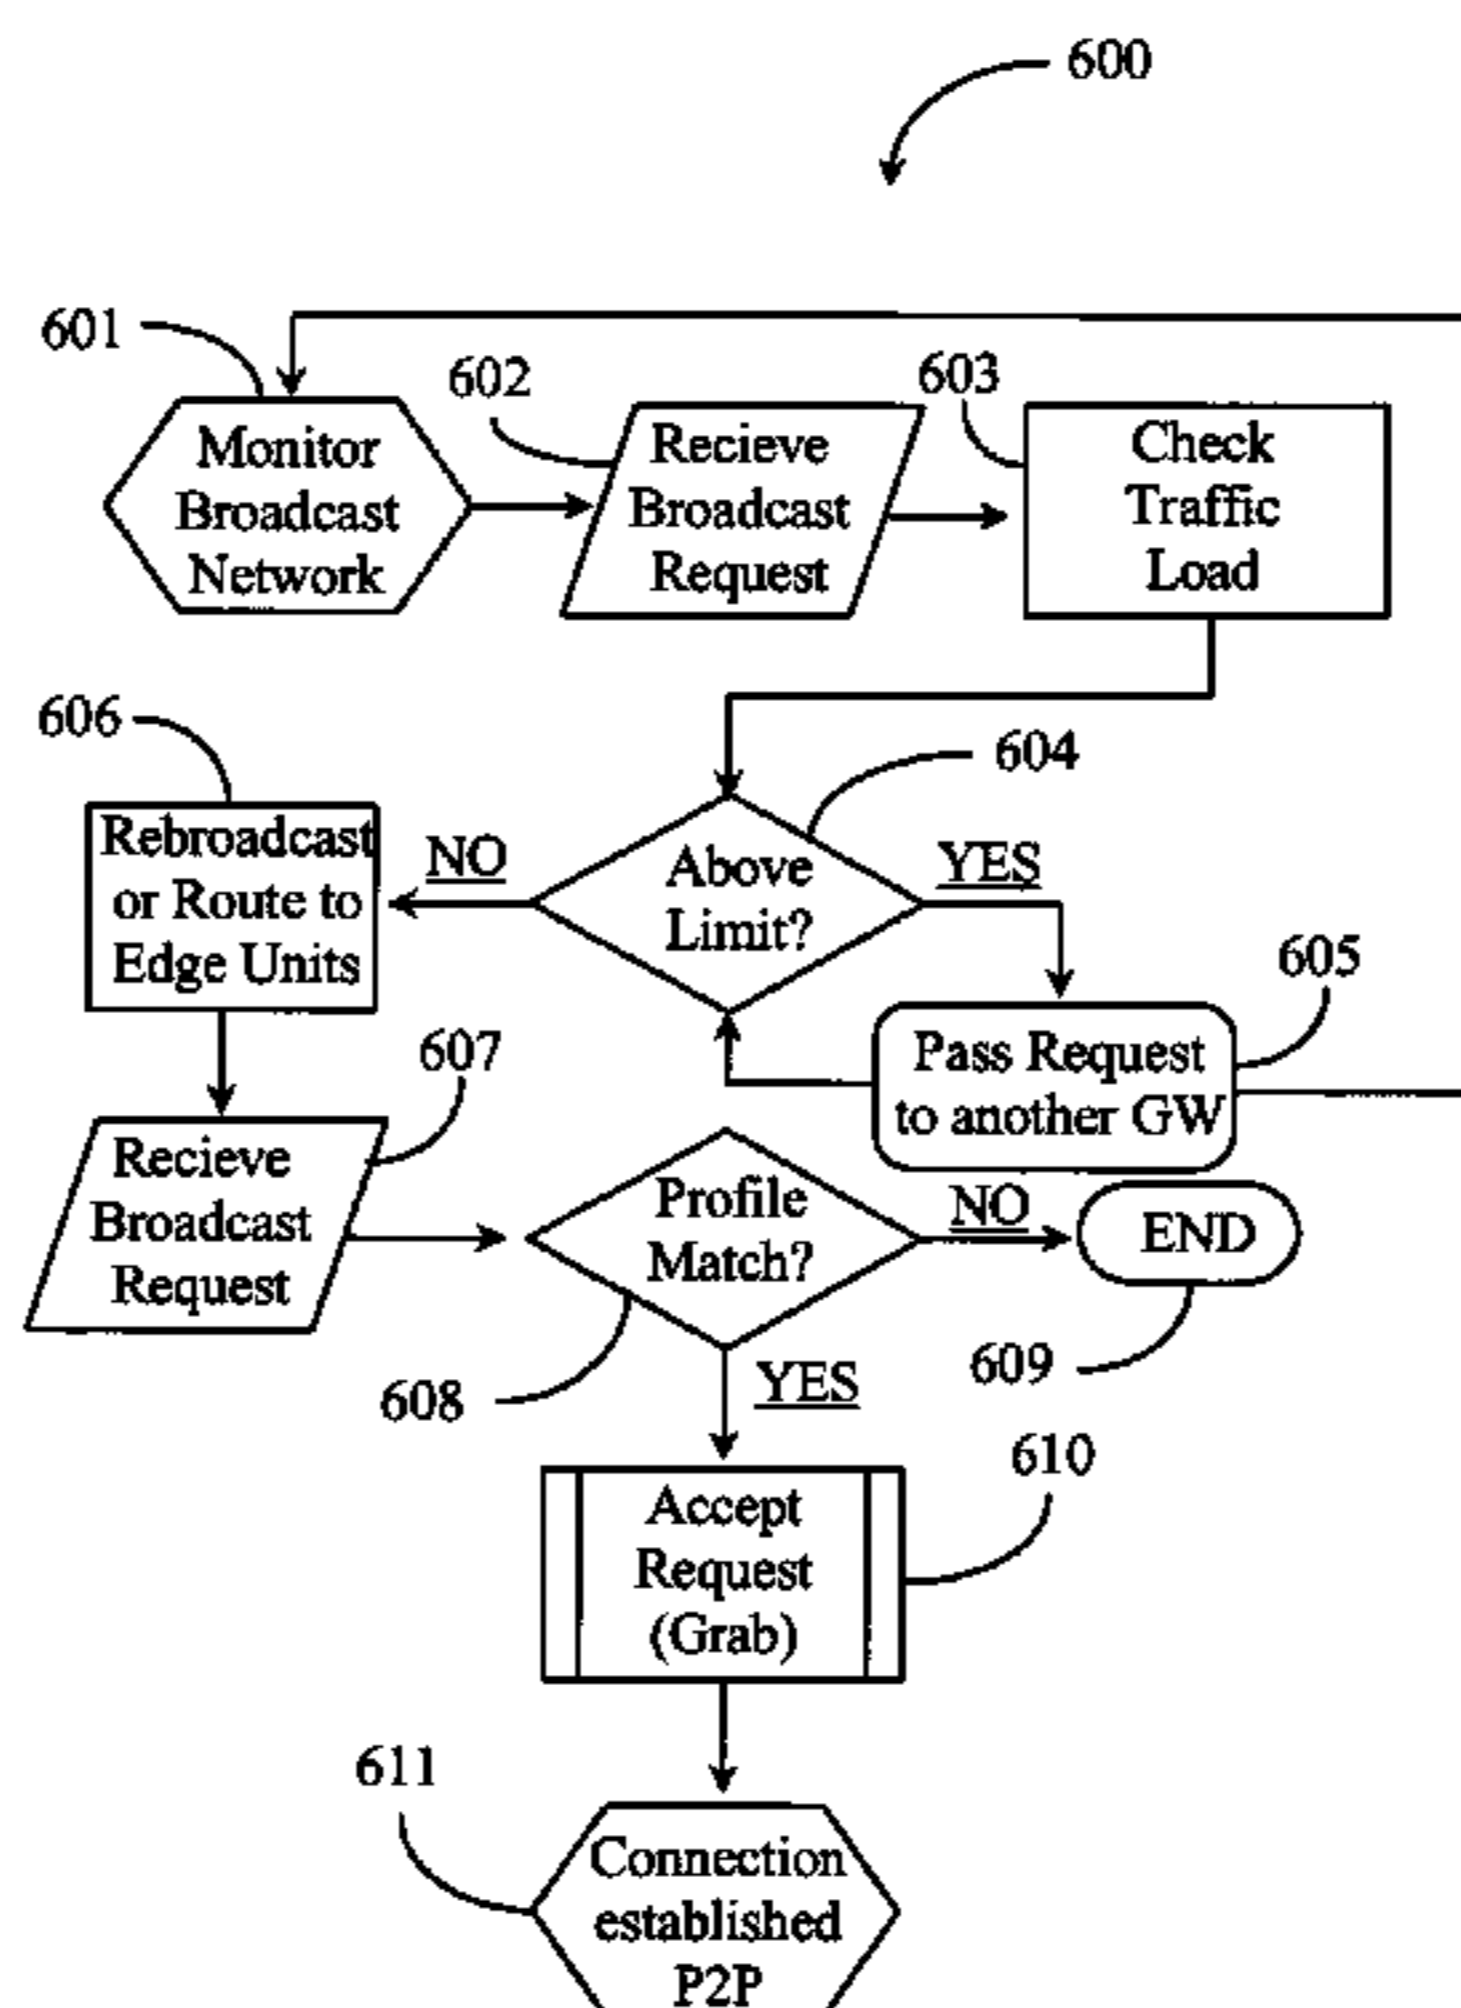 600
601
Monitor
Broadcast
Network
602
Recieve
Broadcast
Request
603
Check
Traffic
Load
606
Rebroadcast
or Route to
Edge Units
NO
604
Above
Limit?
YES
605
Pass Request
to another GW
607
Recieve
Broadcast
Request
608
Profile
Match?
NO
END
609
YES
610
Accept
Request
(Grab)
611
Connection
established
P2P